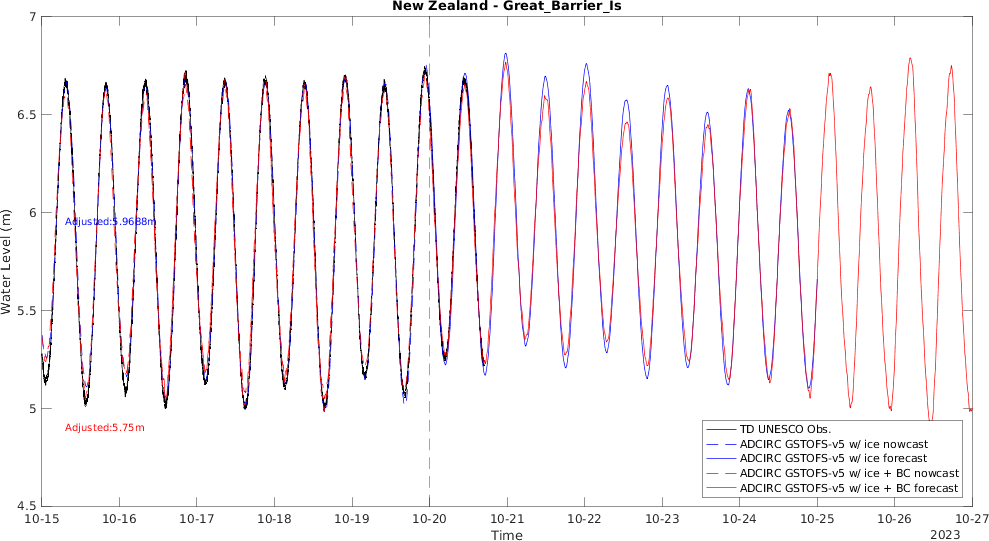 New Zealand - Great_Barrier_Is
Water Level (m)
7
6.5
6
5.5
5
4.5
Adjusted:5.9688m
Adjusted:5.75m
TD UNESCO Obs.
ADCIRC GSTOFS-v5 w/ ice nowcast
ADCIRC GSTOFS-v5 w/ ice forecast
ADCIRC GSTOFS-v5 w/ ice + BC nowcast
ADCIRC GSTOFS-v5 w/ ice + BC forecast
10-15 10-16 10-17 10-18 10-19 10-20 10-21 10-22 10-23 10-24 10-25 10-26 10-27
Time
2023